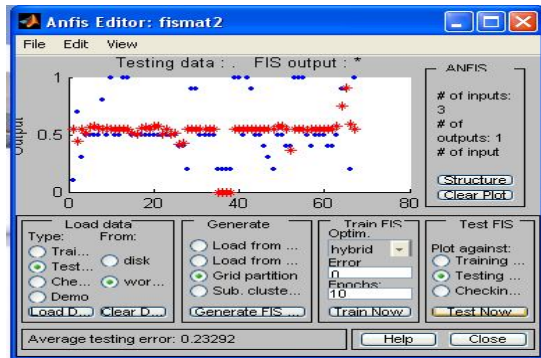 Anfis Editor: fismat2
File Edit View
Testing data : . FIS output : *
1
0.5
0
0 20 40 60 80
ANFIS
# of inputs:
3
# of
outputs: 1
# of input
Structure
Clear Plot
Load data
Type: From:
Trai...
Test...
Che...
Demo
disk
wor...
Load D... Clear D...
Generate
Load from ...
Load from ...
Grid partition
Sub. cluste...
Generate FIS ...
Train FIS
Optim.
hybrid
Error
0
Epochs:
10
Train Now
Test FIS
Plot against:
Training ...
Testing ...
Checkin...
Test Now
Average testing error: 0.23292
Help Close